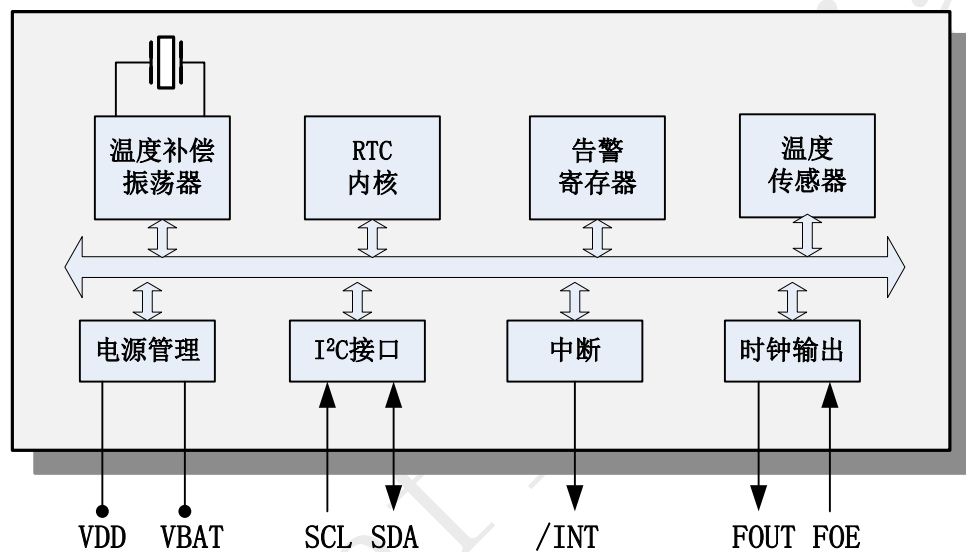 温度补偿
振荡器
RTC
内核
告警
寄存器
温度
传感器
电源管理
I²C接口
中断
时钟输出
VDD
VBAT
SCL
SDA
/INT
FOUT
FOE